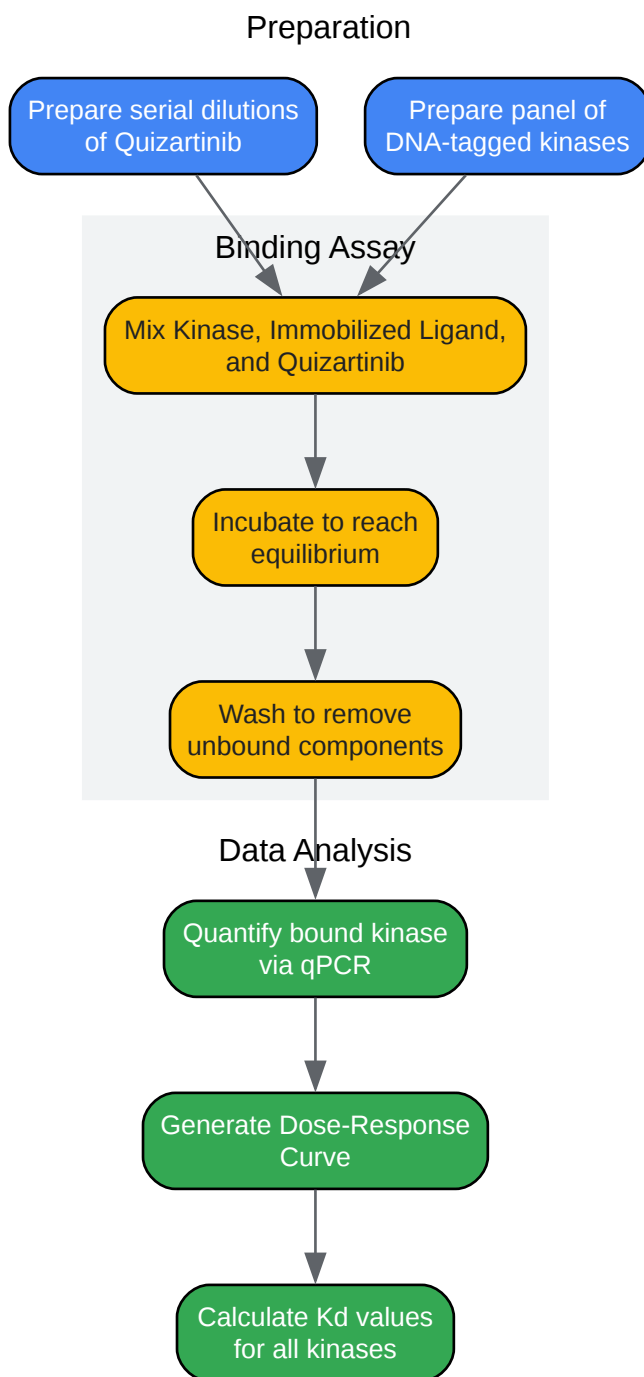 Preparation
Prepare serial dilutions
of Quizartinib
Prepare panel of
DNA-tagged kinases
Binding Assay
Mix Kinase, Immobilized Ligand,
and Quizartinib
Incubate to reach
equilibrium
Wash to remove
unbound components
Data Analysis
Quantify bound kinase
via qPCR
Generate Dose-Response
Curve
Calculate Kd values
for all kinases